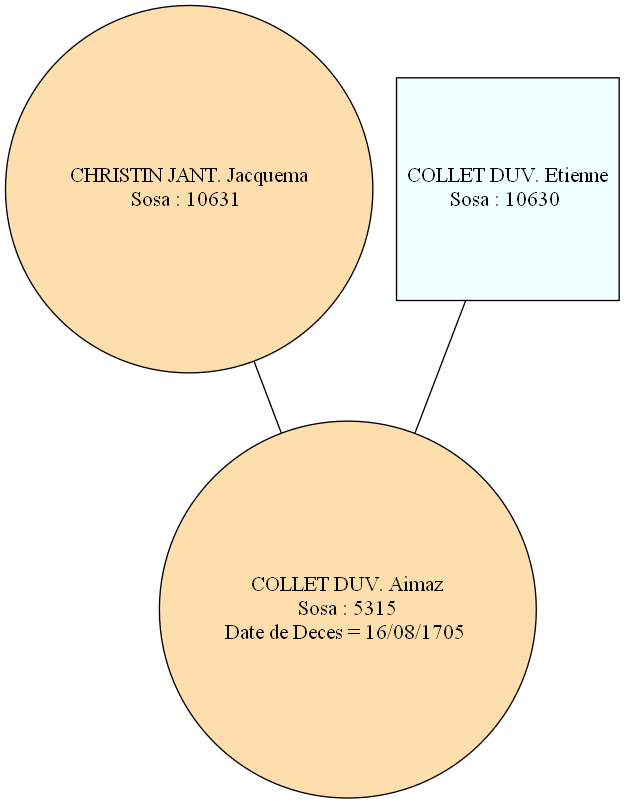 CHRISTIN JANT. Jacquema
Sosa : 10631
COLLET DUV. Etienne
Sosa : 10630
COLLET DUV. Aimaz
Sosa : 5315
Date de Deces = 16/08/1705